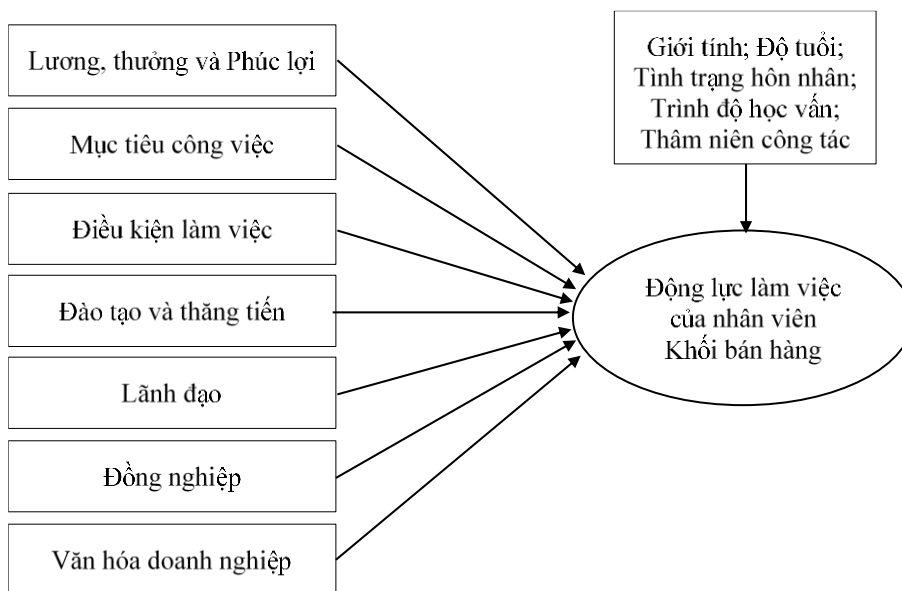 Lương, thưởng và Phúc lợi
Mục tiêu công việc
Điều kiện làm việc
Đào tạo và thăng tiến
Lãnh đạo
Đồng nghiệp
Văn hóa doanh nghiệp
Giới tính; Độ tuổi;
Tình trạng hôn nhân;
Trình độ học vấn;
Thâm niên công tác
Động lực làm việc
của nhân viên
Khối bán hàng